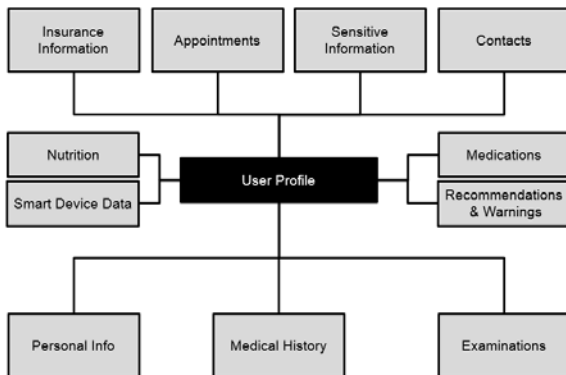 Insurance
Information
Appointments
Sensitive
Information
Contacts
Nutrition
Smart Device Data
User Profile
Medications
Recommendations
& Warnings
Personal Info
Medical History
Examinations